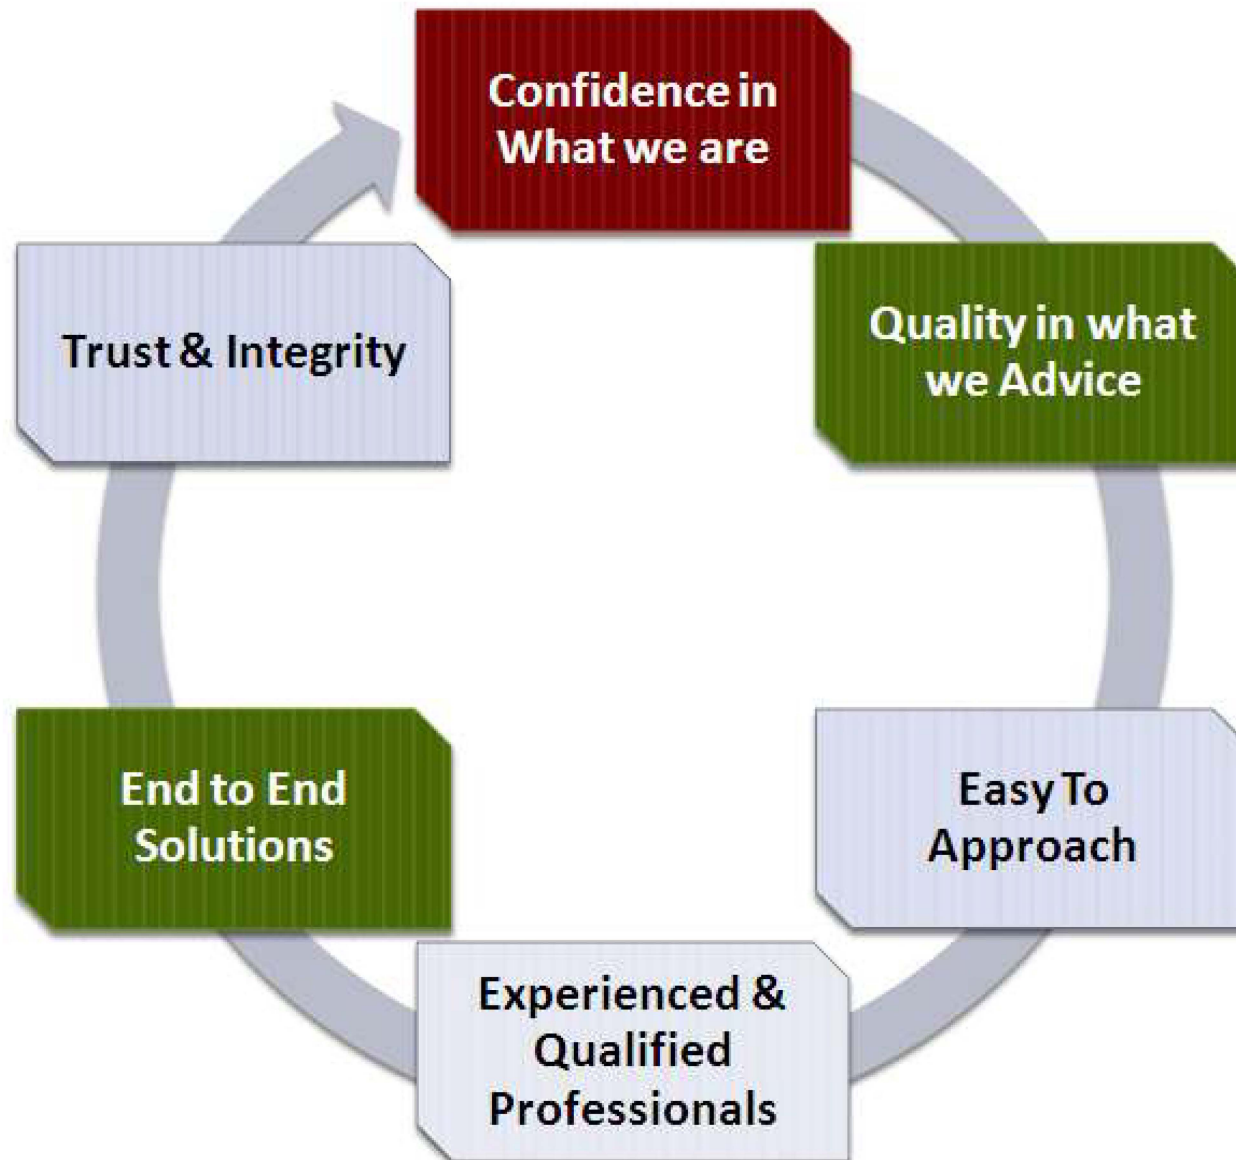 Confidence in
What we are
Quality in what
we Advice
Easy To
Approach
Experienced &
Qualified
Professionals
End to End
Solutions
Trust & Integrity